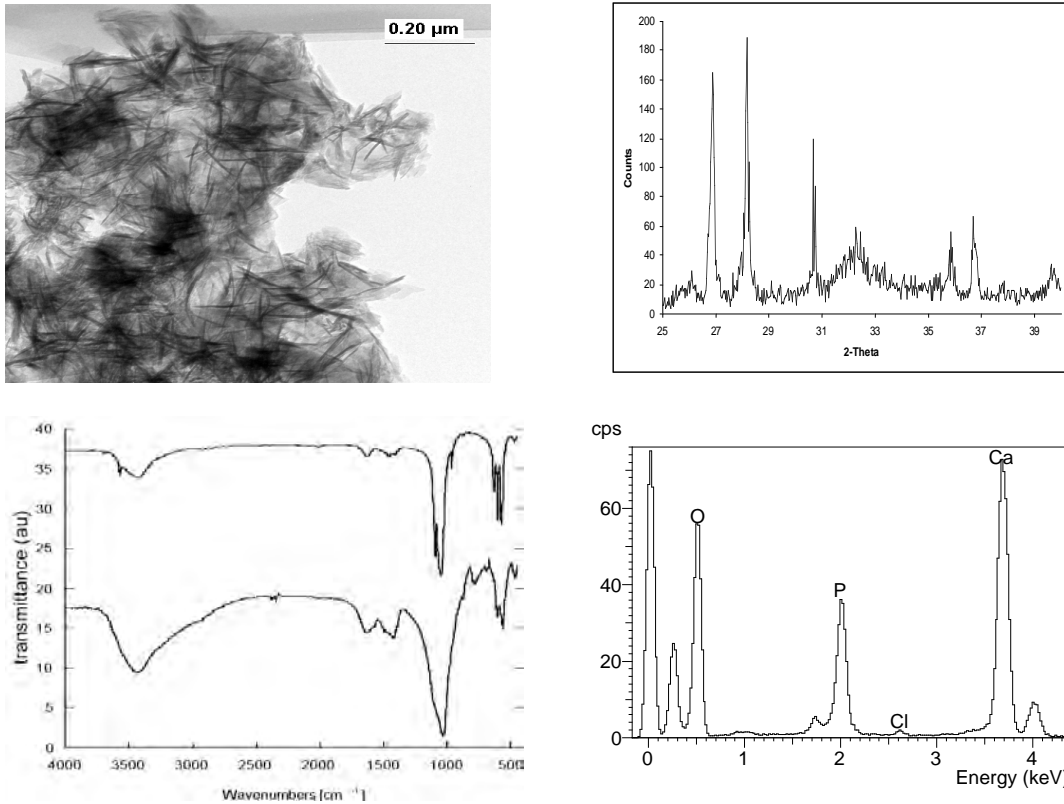 0.20 µm
200
180
160
140
120
100
80
60
40
20
0
Counts
25 27 29 31 33 35 37 39
2-Theta
40
35
30
25
20
15
10
5
0
transmittance (au)
4000 3500 3000 2500 2000 1500 1000 500
Wavenumbers [cm -1]
cps
60
40
20
0
O
P
Cl
Ca
0 1 2 3 4
Energy (keV)